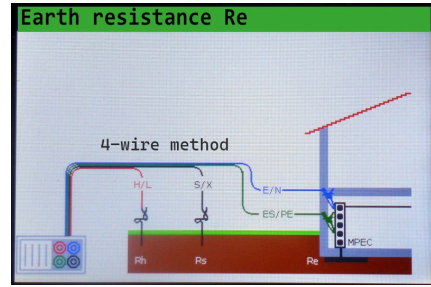 Earth resistance Re
4-wire method
H/L
S/X
E/N
ES/PE
MPEC
Rh
Rs
Re